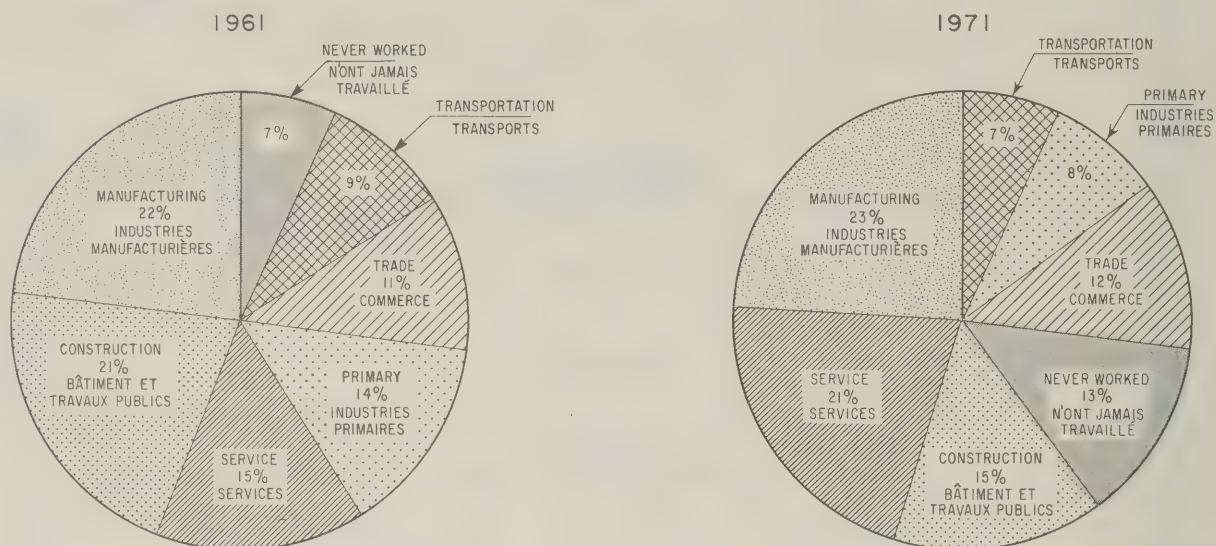 1961
NEVER WORKED
N'ONT JAMAIS
TRAVAILLÉ
7%
TRANSPORTATION
TRANSPORTS
9%
TRADE
11%
COMMERCE
PRIMARY
14%
INDUSTRIES
PRIMAIRES
SERVICE
15%
SERVICES
CONSTRUCTION
21%
BÂTIMENT ET
TRAVAUX PUBLICS
MANUFACTURING
22%
INDUSTRIES
MANUFACTURIÈRES
1971
TRANSPORTATION
TRANSPORTS
7%
PRIMARY
INDUSTRIES
PRIMAIRES
8%
TRADE
12%
COMMERCE
NEVER WORKED
13%
N'ONT JAMAIS
TRAVAILLÉ
CONSTRUCTION
15%
BÂTIMENT ET
TRAVAUX PUBLICS
SERVICE
21%
SERVICES
MANUFACTURING
23%
INDUSTRIES
MANUFACTURIÈRES